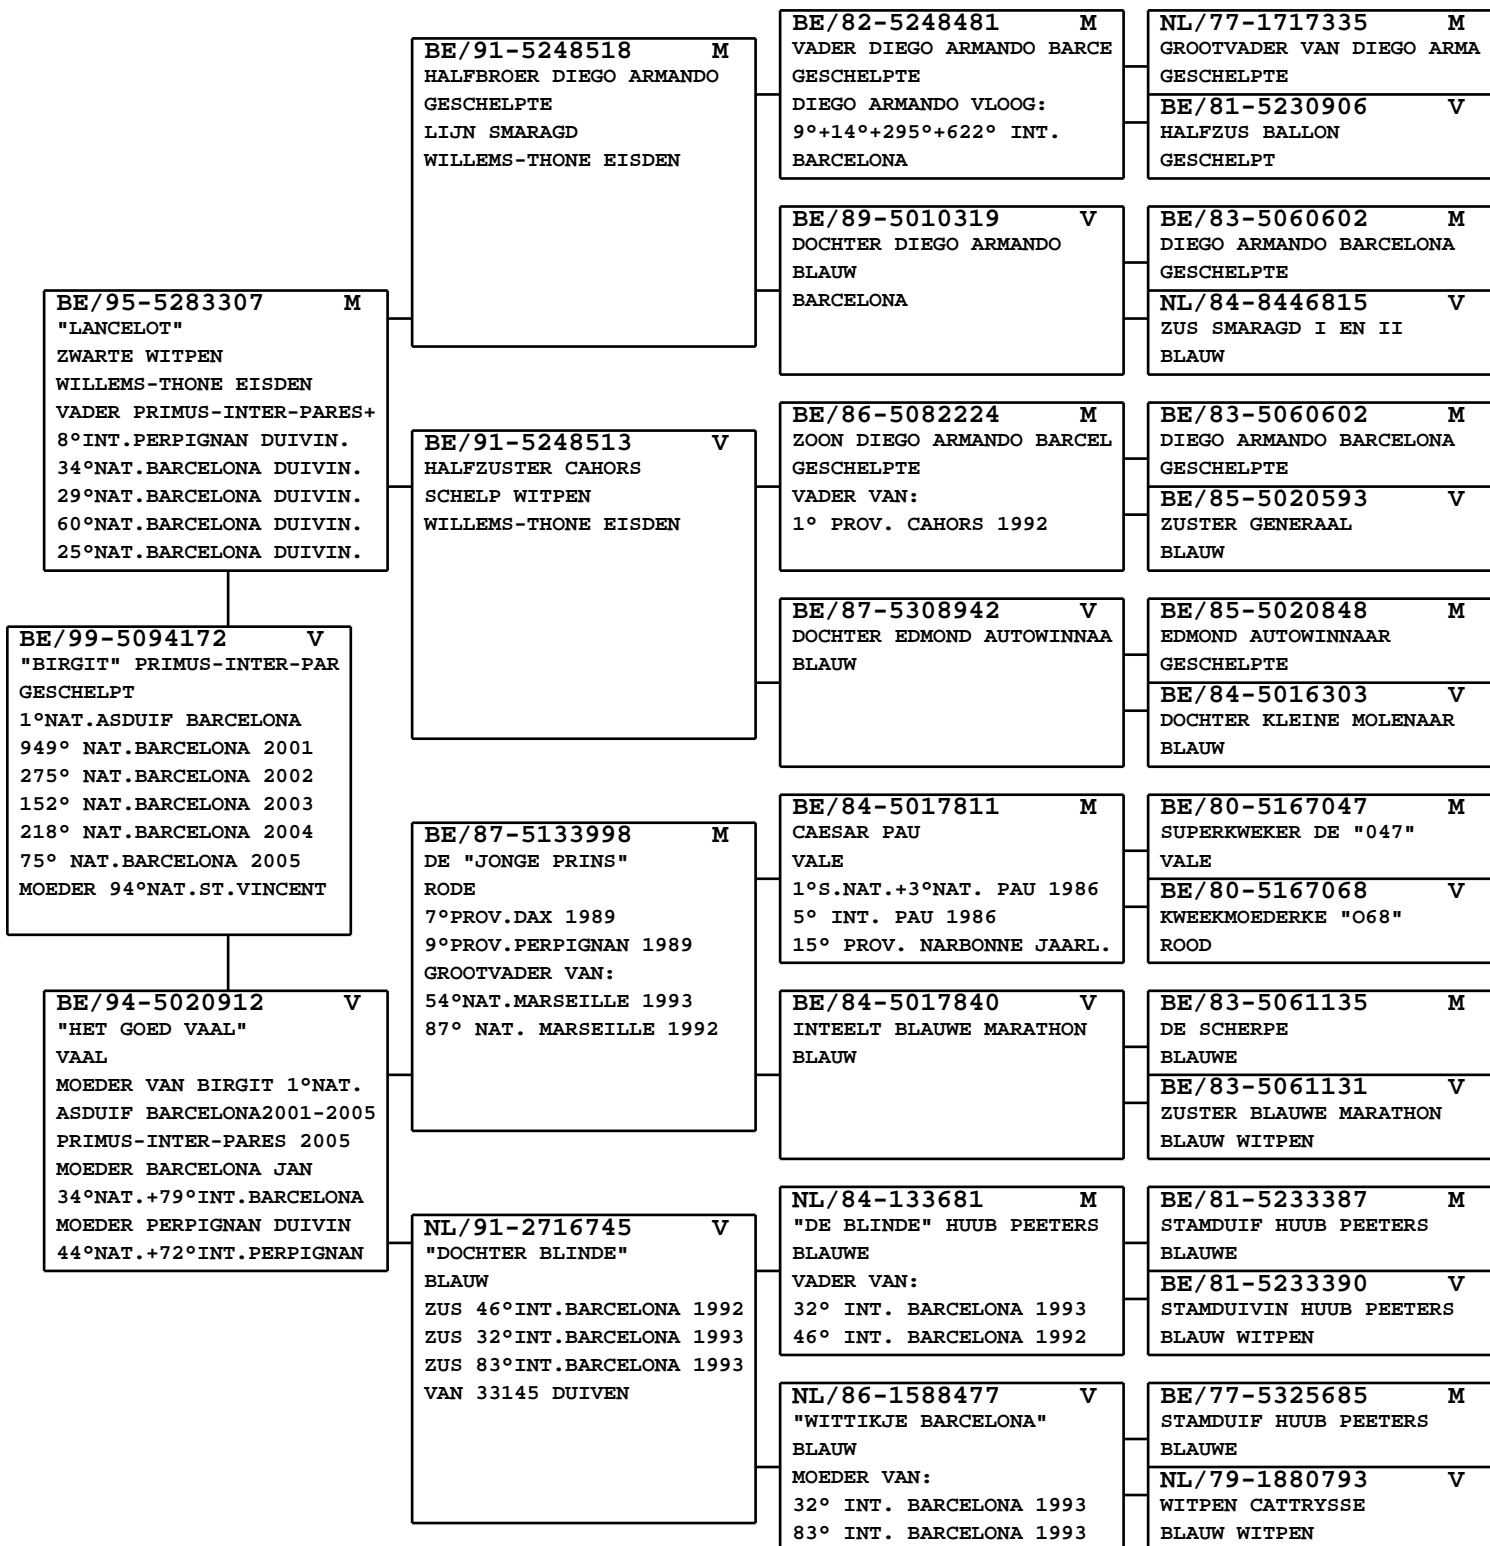 BE/99-5094172 V
"BIRGIT" PRIMUS-INTER-PAR
GESCHELPT
1°NAT.ASDUIF BARCELONA
949° NAT.BARCELONA 2001
275° NAT.BARCELONA 2002
152° NAT.BARCELONA 2003
218° NAT.BARCELONA 2004
75° NAT.BARCELONA 2005
MOEDER 94°NAT.ST.VINCENT
BE/95-5283307 M
"LANCELOT"
ZWARTE WITPEN
WILLEMS-THONE EISDEN
VADER PRIMUS-INTER-PARES+
8°INT.PERPIGNAN DUIVIN.
34°NAT.BARCELONA DUIVIN.
29°NAT.BARCELONA DUIVIN.
60°NAT.BARCELONA DUIVIN.
25°NAT.BARCELONA DUIVIN.
BE/94-5020912 V
"HET GOED VAAL"
VAAL
MOEDER VAN BIRGIT 1°NAT.
ASDUIF BARCELONA2001-2005
PRIMUS-INTER-PARES 2005
MOEDER BARCELONA JAN
34°NAT.+79°INT.BARCELONA
MOEDER PERPIGNAN DUIVIN
44°NAT.+72°INT.PERPIGNAN
BE/91-5248518 M
HALFBROER DIEGO ARMANDO
GESCHELPTE
LIJN SMARAGD
WILLEMS-THONE EISDEN
BE/91-5248513 V
HALFZUSTER CAHORS
SCHELP WITPEN
WILLEMS-THONE EISDEN
BE/87-5133998 M
DE "JONGE PRINS"
RODE
7°PROV.DAX 1989
9°PROV.PERPIGNAN 1989
GROOTVADER VAN:
54°NAT.MARSEILLE 1993
87° NAT. MARSEILLE 1992
NL/91-2716745 V
"DOCHTER BLINDE"
BLAUW
ZUS 46°INT.BARCELONA 1992
ZUS 32°INT.BARCELONA 1993
ZUS 83°INT.BARCELONA 1993
VAN 33145 DUIVEN
BE/82-5248481 M
VADER DIEGO ARMANDO BARCE
GESCHELPTE
DIEGO ARMANDO VLOOG:
9°+14°+295°+622° INT.
BARCELONA
BE/89-5010319 V
DOCHTER DIEGO ARMANDO
BLAUW
BARCELONA
BE/86-5082224 M
ZOON DIEGO ARMANDO BARCEL
GESCHELPTE
VADER VAN:
1° PROV. CAHORS 1992
BE/87-5308942 V
DOCHTER EDMOND AUTOWINNAA
BLAUW
BE/84-5017811 M
CAESAR PAU
VALE
1°S.NAT.+3°NAT. PAU 1986
5° INT. PAU 1986
15° PROV. NARBONNE JAARL.
BE/84-5017840 V
INTEELT BLAUWE MARATHON
BLAUW
NL/84-133681 M
"DE BLINDE" HUUB PEETERS
BLAUWE
VADER VAN:
32° INT. BARCELONA 1993
46° INT. BARCELONA 1992
NL/86-1588477 V
"WITTIKJE BARCELONA"
BLAUW
MOEDER VAN:
32° INT. BARCELONA 1993
83° INT. BARCELONA 1993
NL/77-1717335 M
GROOTVADER VAN DIEGO ARMA
GESCHELPTE
BE/81-5230906 V
HALFZUS BALLON
GESCHELPT
BE/83-5060602 M
DIEGO ARMANDO BARCELONA
GESCHELPTE
NL/84-8446815 V
ZUS SMARAGD I EN II
BLAUW
BE/83-5060602 M
DIEGO ARMANDO BARCELONA
GESCHELPTE
BE/85-5020593 V
ZUSTER GENERAAL
BLAUW
BE/85-5020848 M
EDMOND AUTOWINNAAR
GESCHELPTE
BE/84-5016303 V
DOCHTER KLEINE MOLENAAR
BLAUW
BE/80-5167047 M
SUPERKWEKER DE "047"
VALE
BE/80-5167068 V
KWEEKMOEDERKE "O68"
ROOD
BE/83-5061135 M
DE SCHERPE
BLAUWE
BE/83-5061131 V
ZUSTER BLAUWE MARATHON
BLAUW WITPEN
BE/81-5233387 M
STAMDUIF HUUB PEETERS
BLAUWE
BE/81-5233390 V
STAMDUIVIN HUUB PEETERS
BLAUW WITPEN
BE/77-5325685 M
STAMDUIF HUUB PEETERS
BLAUWE
NL/79-1880793 V
WITPEN CATTRYSSE
BLAUW WITPEN